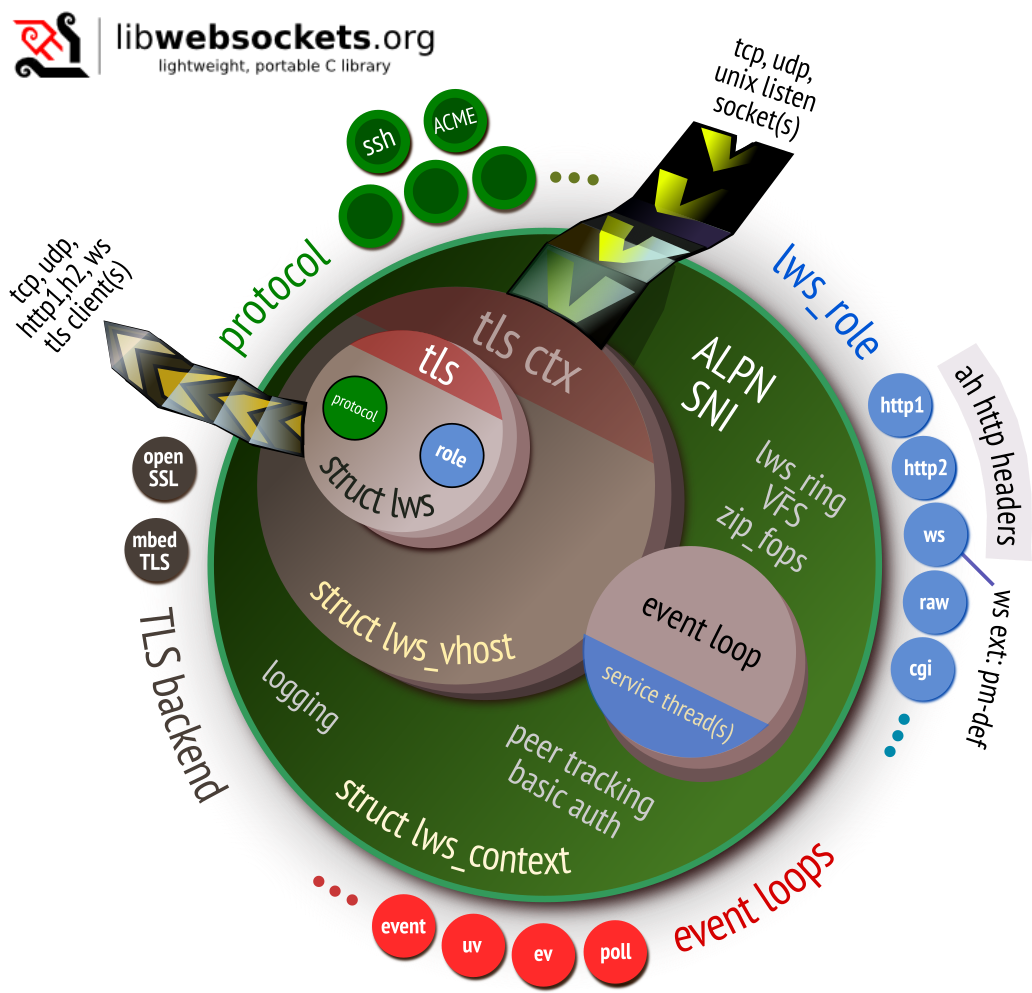 libwebsockets.org
lightweight, portable C library
tcp, udp,
unix listen
socket(s)
ssh
ACME
protocol
tcp, udp,
http1,h2, ws
tls client(s)
lws_role
tls ctx
tls
protocol
role
struct lws
ALPN
SNI
lws_ring
VFS
zip_fops
http1
http2
ws
raw
cgi
ah http headers
ws ext: pm-def
open
SSL
mbed
TLS
TLS backend
struct lws_vhost
event loop
service thread(s)
logging
peer tracking
basic auth
struct lws_context
event
uv
ev
poll
event loops